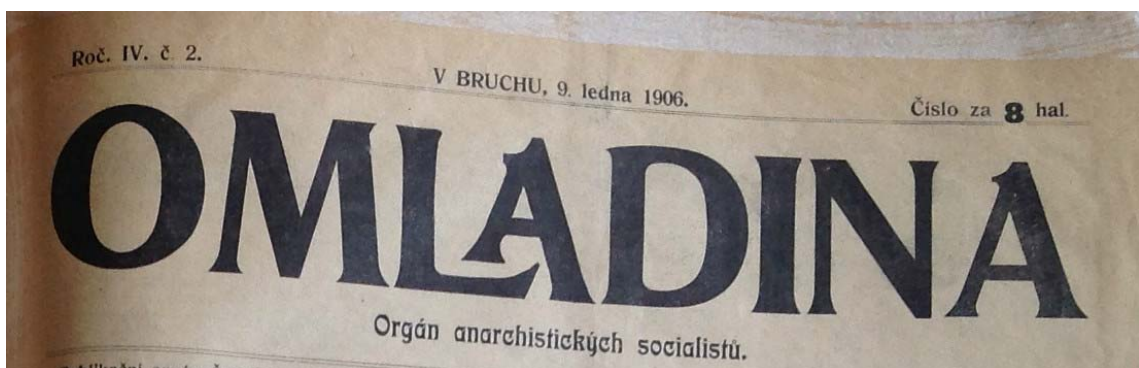 Roč. IV. č. 2.
V BRUCHU, 9. ledna 1906.
Číslo za 8 hal.
OMLADINA
Orgán anarchistických socialistů.